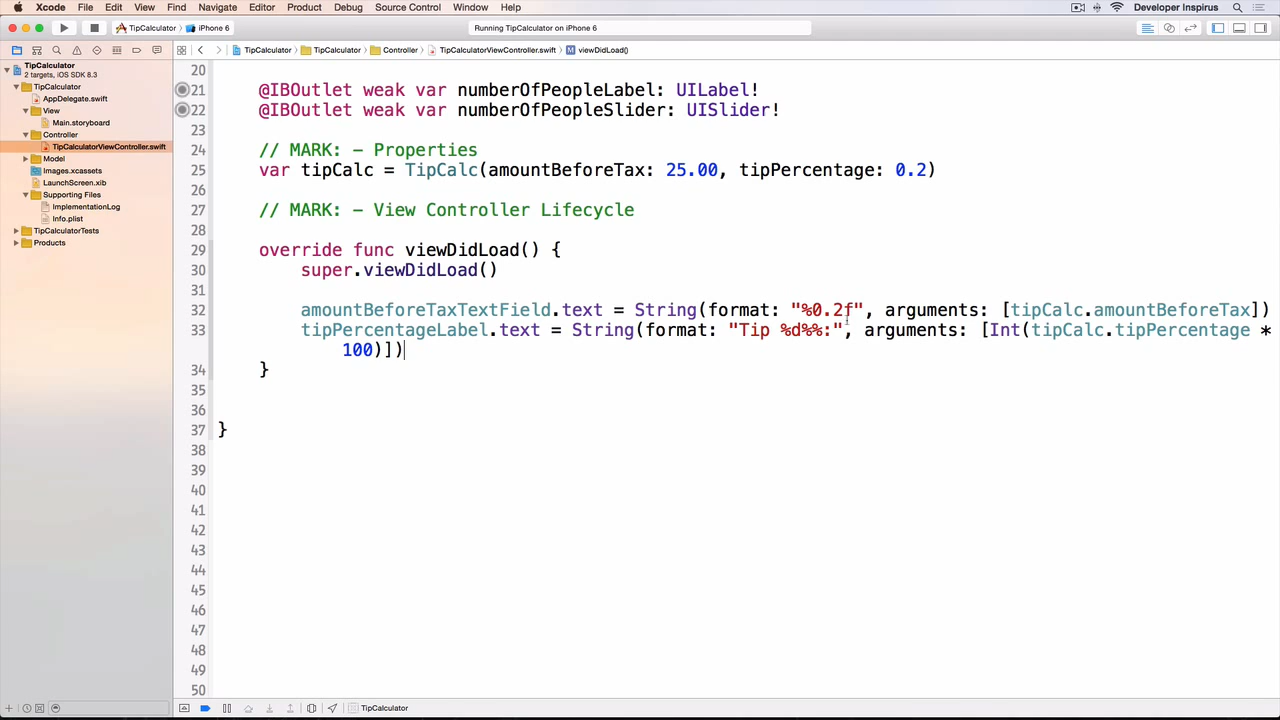 Xcode File Edit View Find Navigate Editor Product Debug Source Control Window Help Developer Inspirus
TipCalculator iPhone 6 Running TipCalculator on iPhone 6
TipCalculator TipCalculator Controller TipCalculatorViewController.swift M viewDidLoad()
TipCalculator
2 targets, iOS SDK 8.3
TipCalculator
AppDelegate.swift
View
Main.storyboard
Controller
TipCalculatorViewController.swift
Model
Images.xcassets
LaunchScreen.xib
Supporting Files
ImplementationLog
Info.plist
TipCalculatorTests
Products
20
21 @IBOutlet weak var numberOfPeopleLabel: UILabel!
22 @IBOutlet weak var numberOfPeopleSlider: UISlider!
23
24 // MARK: - Properties
25 var tipCalc = TipCalc(amountBeforeTax: 25.00, tipPercentage: 0.2)
26
27 // MARK: - View Controller Lifecycle
28
29 override func viewDidLoad() {
30 super.viewDidLoad()
31
32 amountBeforeTaxTextField.text = String(format: "%0.2f", arguments: [tipCalc.amountBeforeTax])
33 tipPercentageLabel.text = String(format: "Tip %d%%:", arguments: [Int(tipCalc.tipPercentage *
100)])
34 }
35
36
37 }
38
39
40
41
42
43
44
45
46
47
48
49
50
TipCalculator